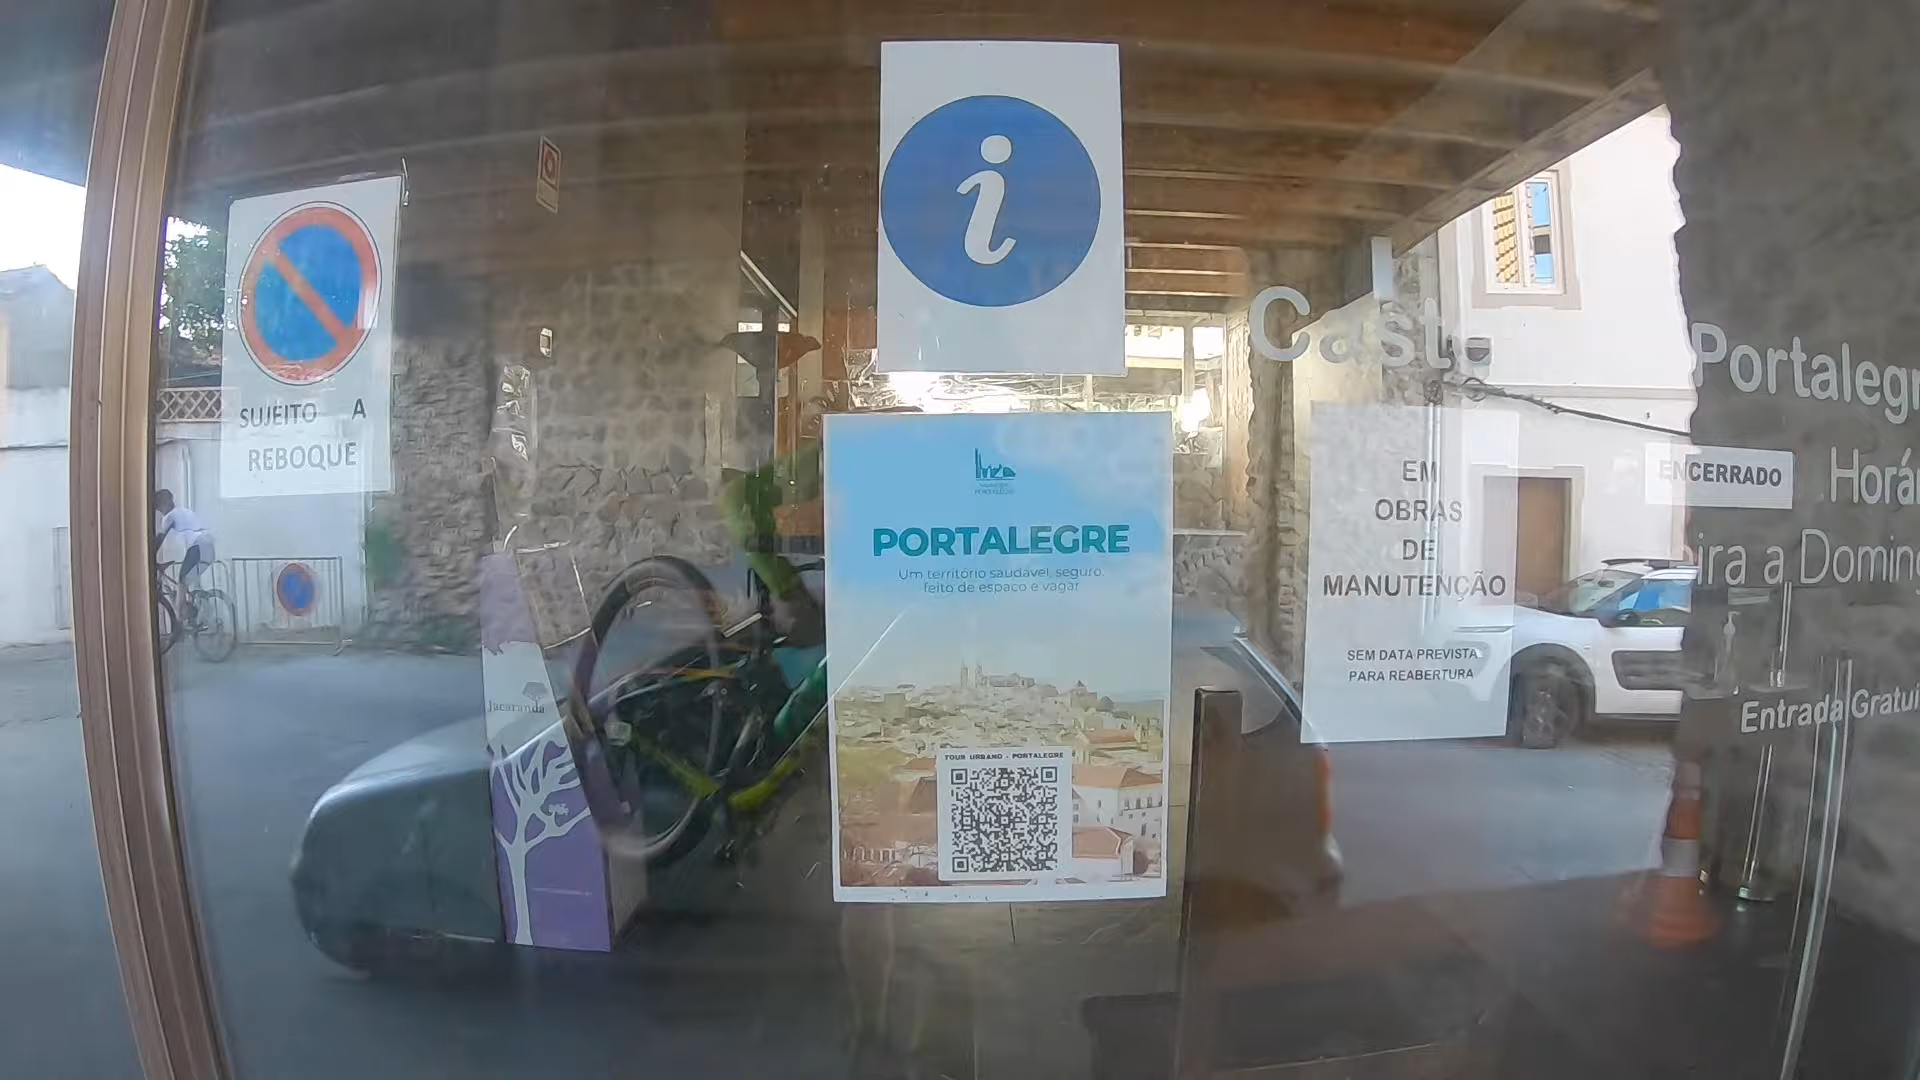 SUJEITO A
REBOQUE
Jacaranda
i
PORTALEGRE
Um território saudável, seguro,
feito de espaço e vagar
TOUR URBANO - PORTALEGRE
EM
OBRAS
DE
MANUTENÇÃO
SEM DATA PREVISTA
PARA REABERTURA
ENCERRADO
Portalegr
Horá
ira a Doming
Entrada Gratui